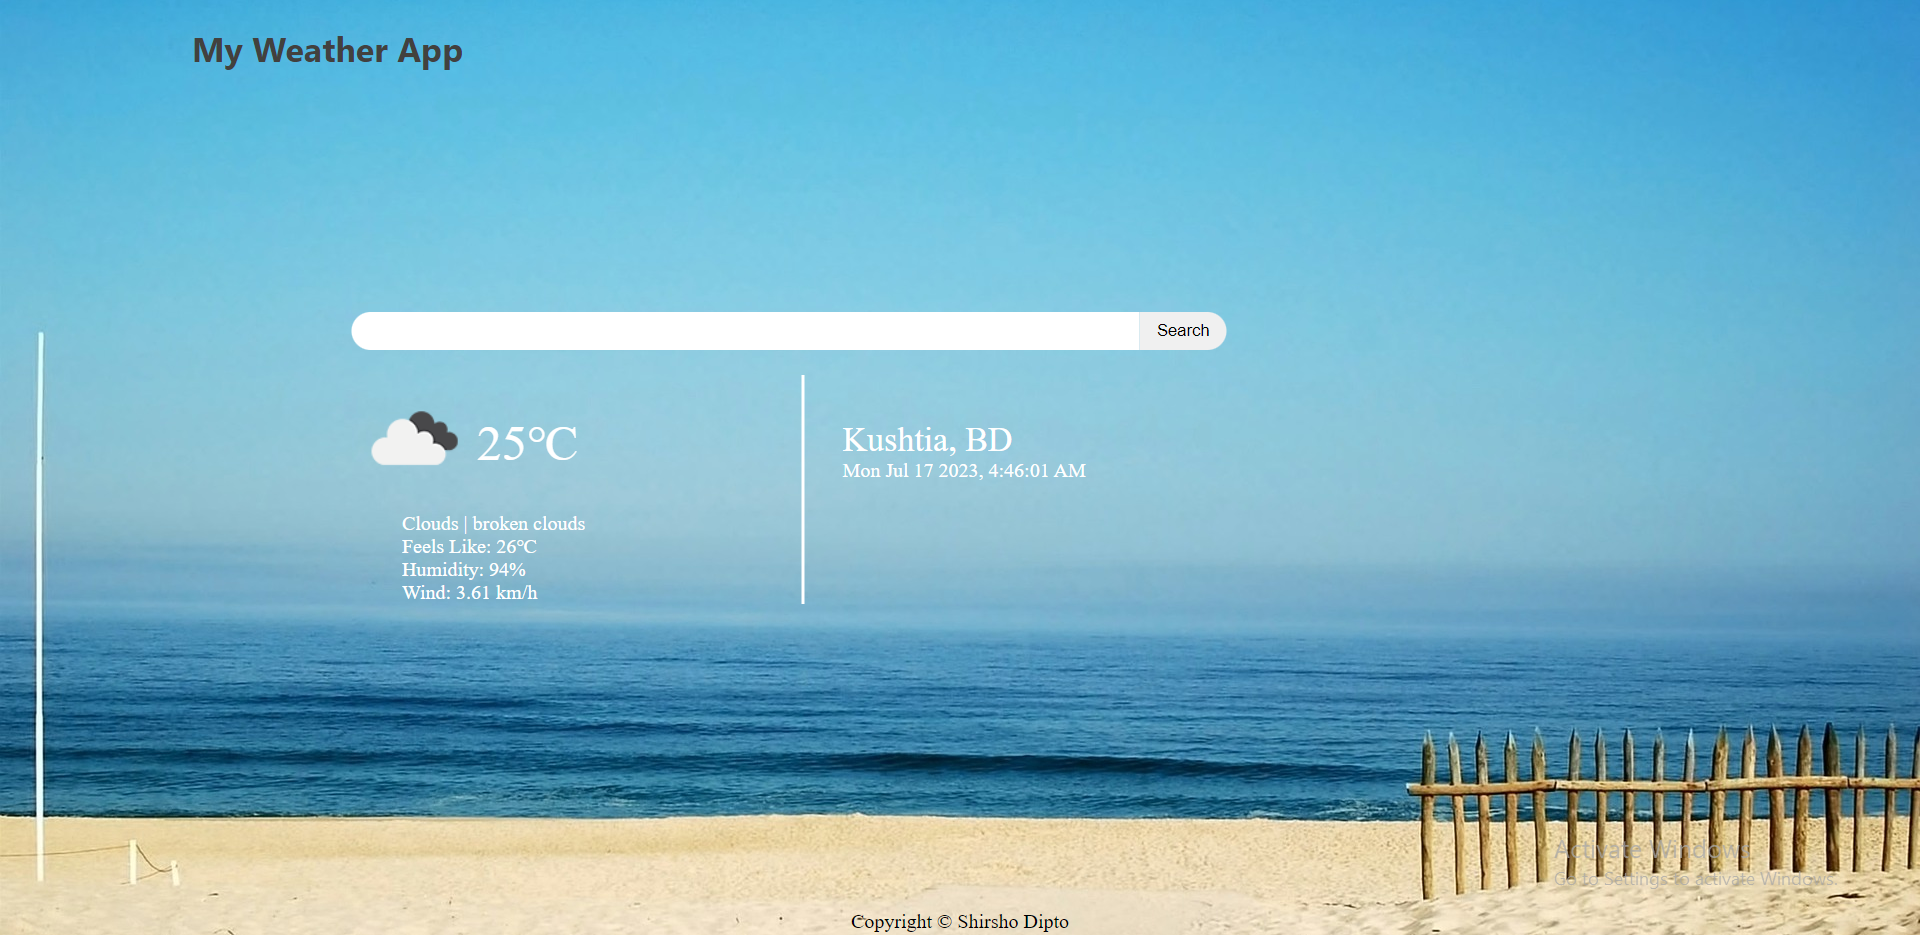 My Weather App
Search
25°C
Clouds | broken clouds
Feels Like: 26°C
Humidity: 94%
Wind: 3.61 km/h
Kushtia, BD
Mon Jul 17 2023, 4:46:01 AM
Activate Windows
Go to Settings to activate Windows.
Copyright © Shirsho Dipto